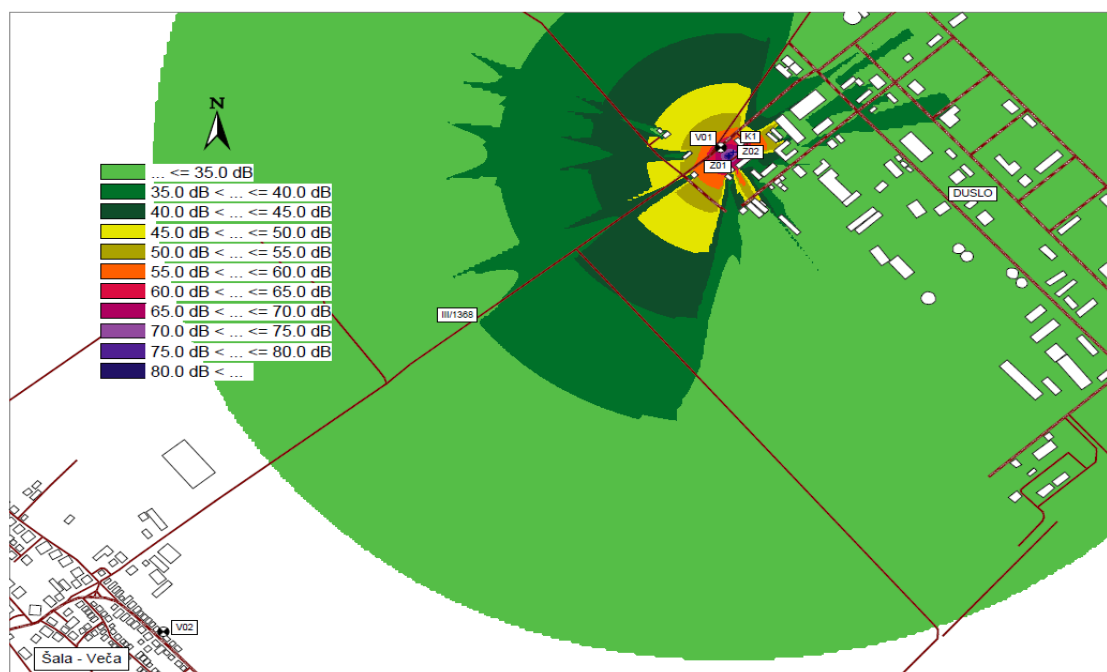 N
... <= 35.0 dB
35.0 dB < ... <= 40.0 dB
40.0 dB < ... <= 45.0 dB
45.0 dB < ... <= 50.0 dB
50.0 dB < ... <= 55.0 dB
55.0 dB < ... <= 60.0 dB
60.0 dB < ... <= 65.0 dB
65.0 dB < ... <= 70.0 dB
70.0 dB < ... <= 75.0 dB
75.0 dB < ... <= 80.0 dB
80.0 dB < ...
V01
K1
Z02
Z01
DUSLO
III/1368
V02
Šala - Veča